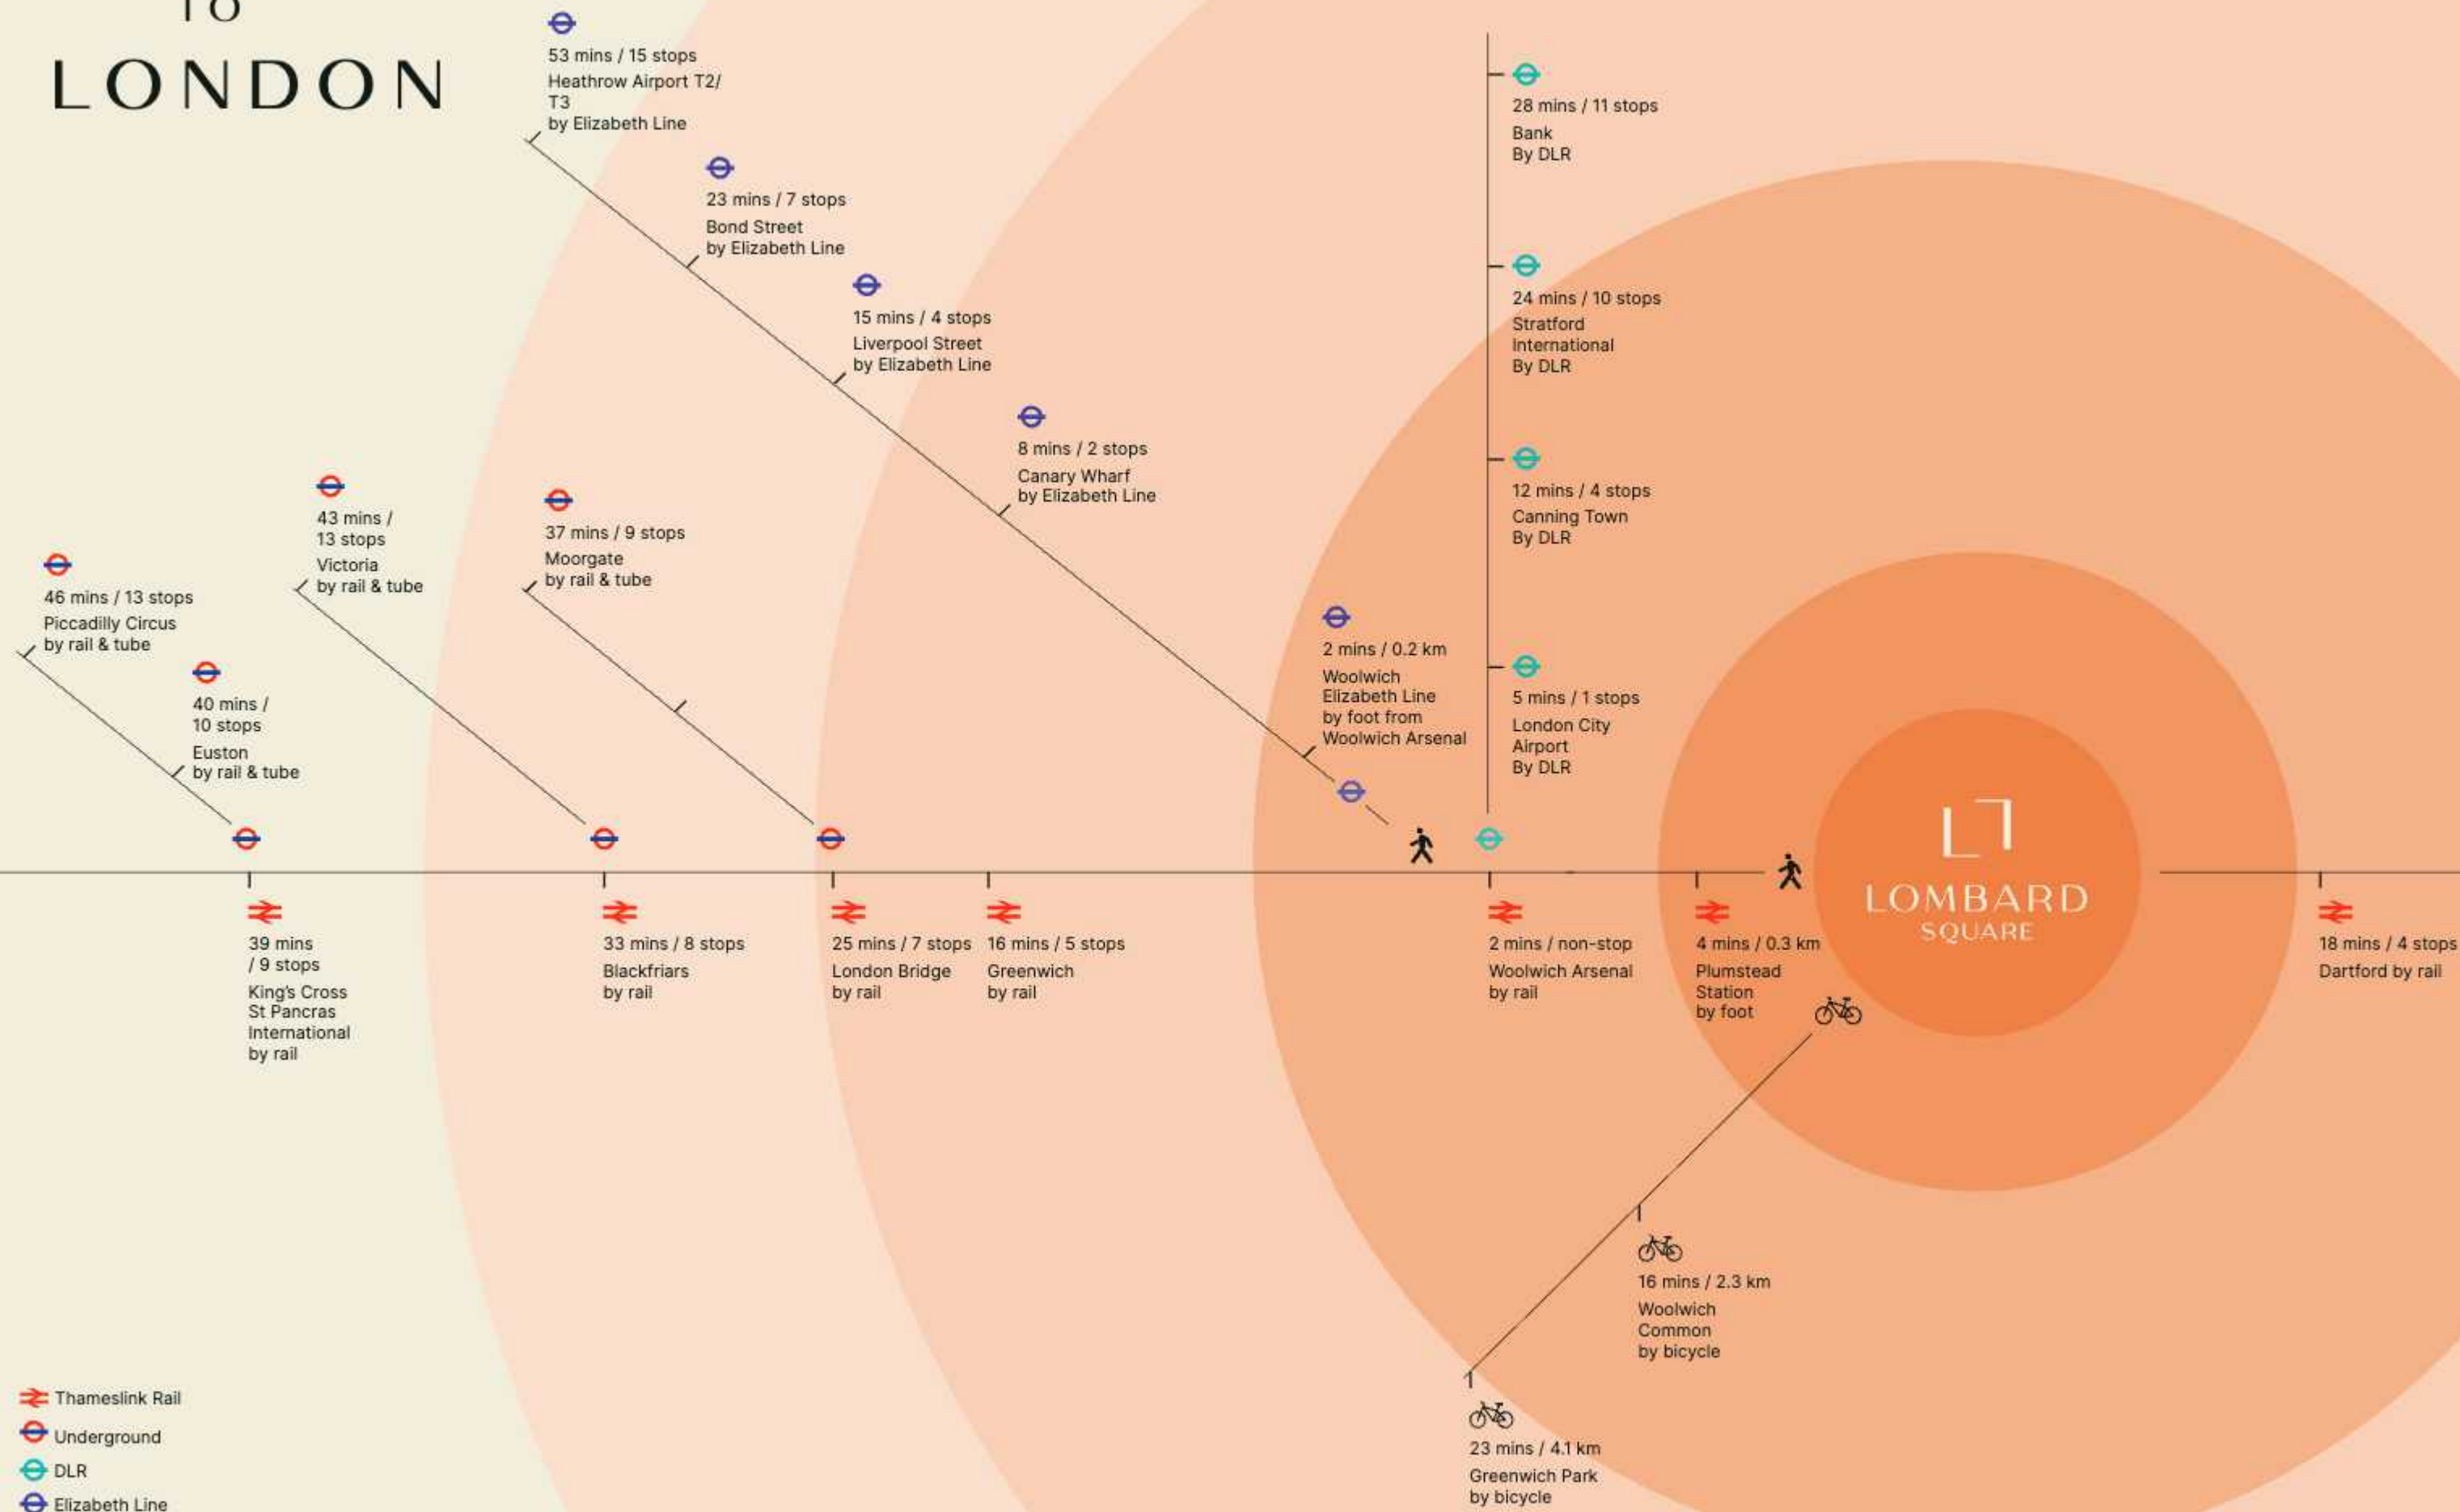 TO
LONDON
53 mins / 15 stops
Heathrow Airport T2/
T3
by Elizabeth Line
23 mins / 7 stops
Bond Street
by Elizabeth Line
15 mins / 4 stops
Liverpool Street
by Elizabeth Line
8 mins / 2 stops
Canary Wharf
by Elizabeth Line
2 mins / 0.2 km
Woolwich
Elizabeth Line
by foot from
Woolwich Arsenal
28 mins / 11 stops
Bank
By DLR
24 mins / 10 stops
Stratford
International
By DLR
12 mins / 4 stops
Canning Town
By DLR
5 mins / 1 stops
London City
Airport
By DLR
46 mins / 13 stops
Piccadilly Circus
by rail & tube
40 mins /
10 stops
Euston
by rail & tube
43 mins /
13 stops
Victoria
by rail & tube
37 mins / 9 stops
Moorgate
by rail & tube
39 mins
/ 9 stops
King's Cross
St Pancras
International
by rail
33 mins / 8 stops
Blackfriars
by rail
25 mins / 7 stops
London Bridge
by rail
16 mins / 5 stops
Greenwich
by rail
2 mins / non-stop
Woolwich Arsenal
by rail
4 mins / 0.3 km
Plumstead
Station
by foot
LOMBARD
SQUARE
18 mins / 4 stops
Dartford by rail
16 mins / 2.3 km
Woolwich
Common
by bicycle
23 mins / 4.1 km
Greenwich Park
by bicycle
Thameslink Rail
Underground
DLR
Elizabeth Line